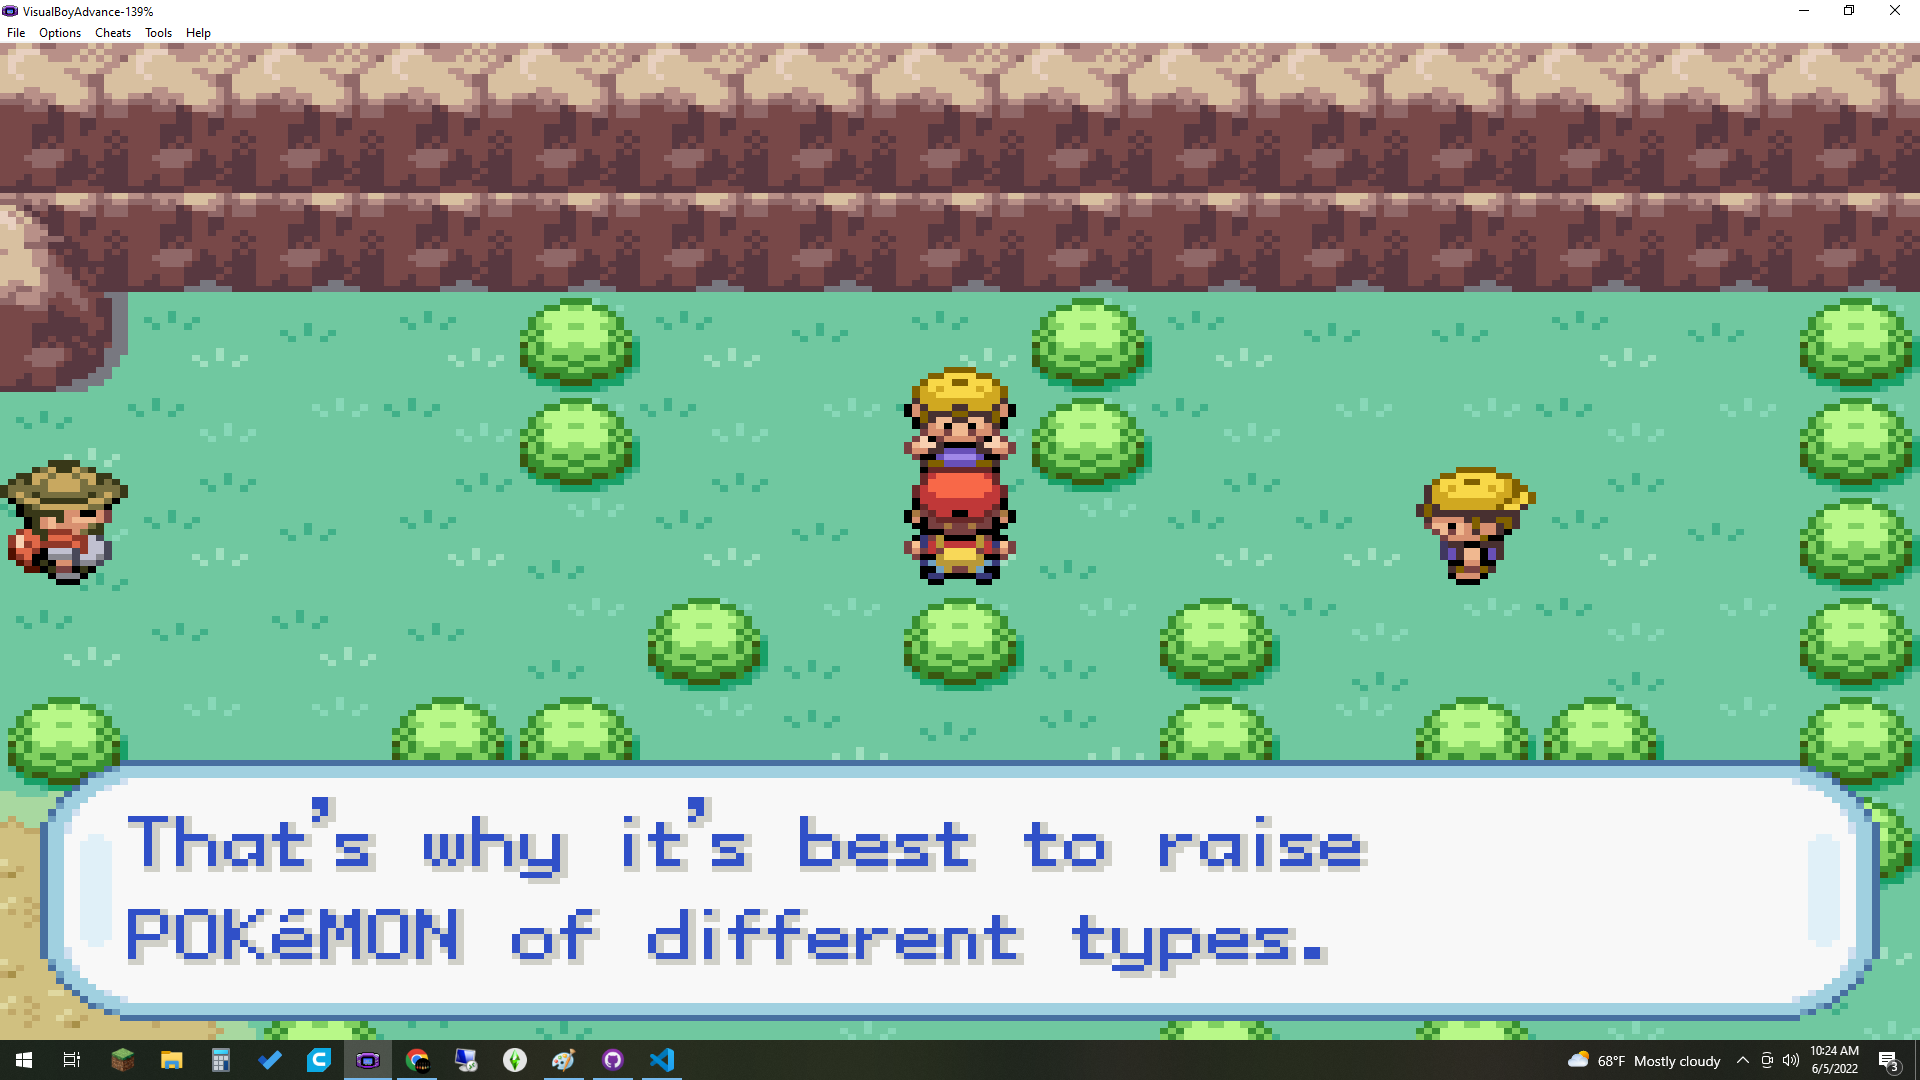 VisualBoyAdvance-139%
File Options Cheats Tools Help
That's why it's best to raise
POKéMON of different types.
68°F Mostly cloudy
10:24 AM
6/5/2022
3